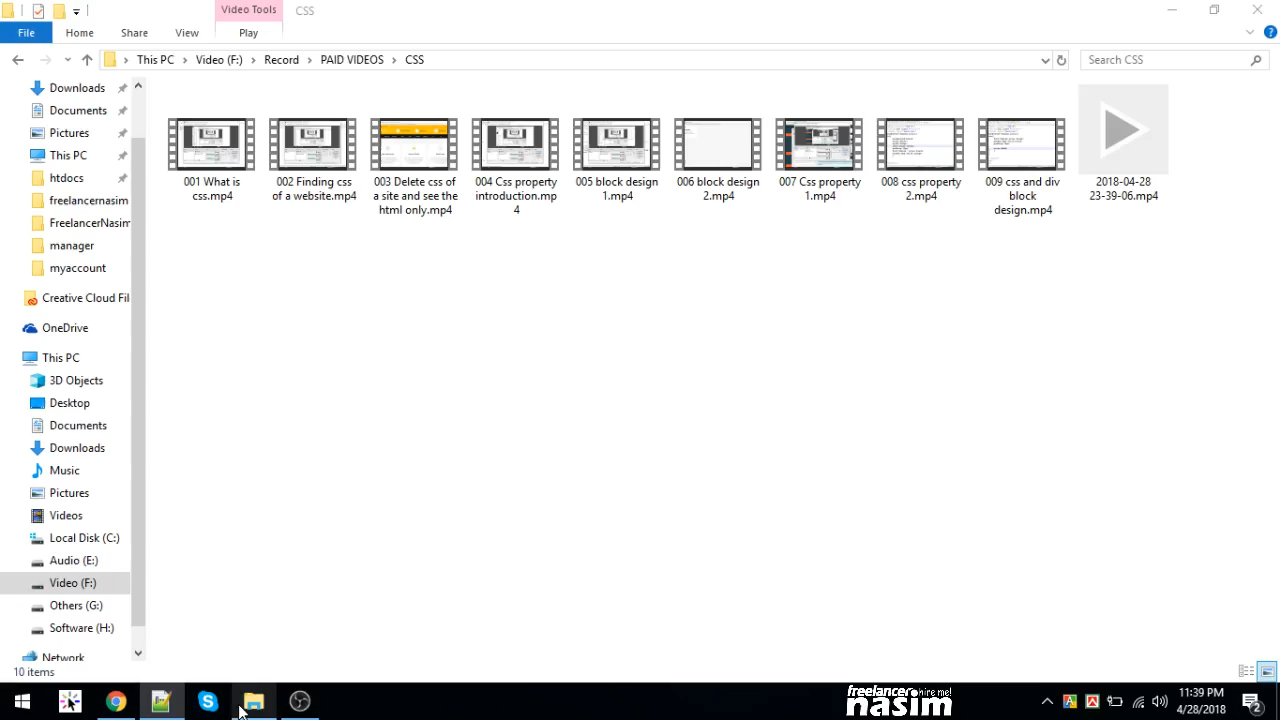 Video Tools
CSS
File
Home
Share
View
Play
This PC
Video (F:)
Record
PAID VIDEOS
CSS
Search CSS
Downloads
Documents
Pictures
This PC
htdocs
freelancernasim
FreelancerNasim
manager
myaccount
Creative Cloud Fil
OneDrive
This PC
3D Objects
Desktop
Documents
Downloads
Music
Pictures
Videos
Local Disk (C:)
Audio (E:)
Video (F:)
Others (G:)
Software (H:)
Network
001 What is
css.mp4
002 Finding css
of a website.mp4
003 Delete css of
a site and see the
html only.mp4
004 Css property
introduction.mp
4
005 block design
1.mp4
006 block design
2.mp4
007 Css property
1.mp4
008 css property
2.mp4
009 css and div
block
design.mp4
2018-04-28
23-39-06.mp4
10 items
freelancer hire me!
nasim
11:39 PM
4/28/2018
2